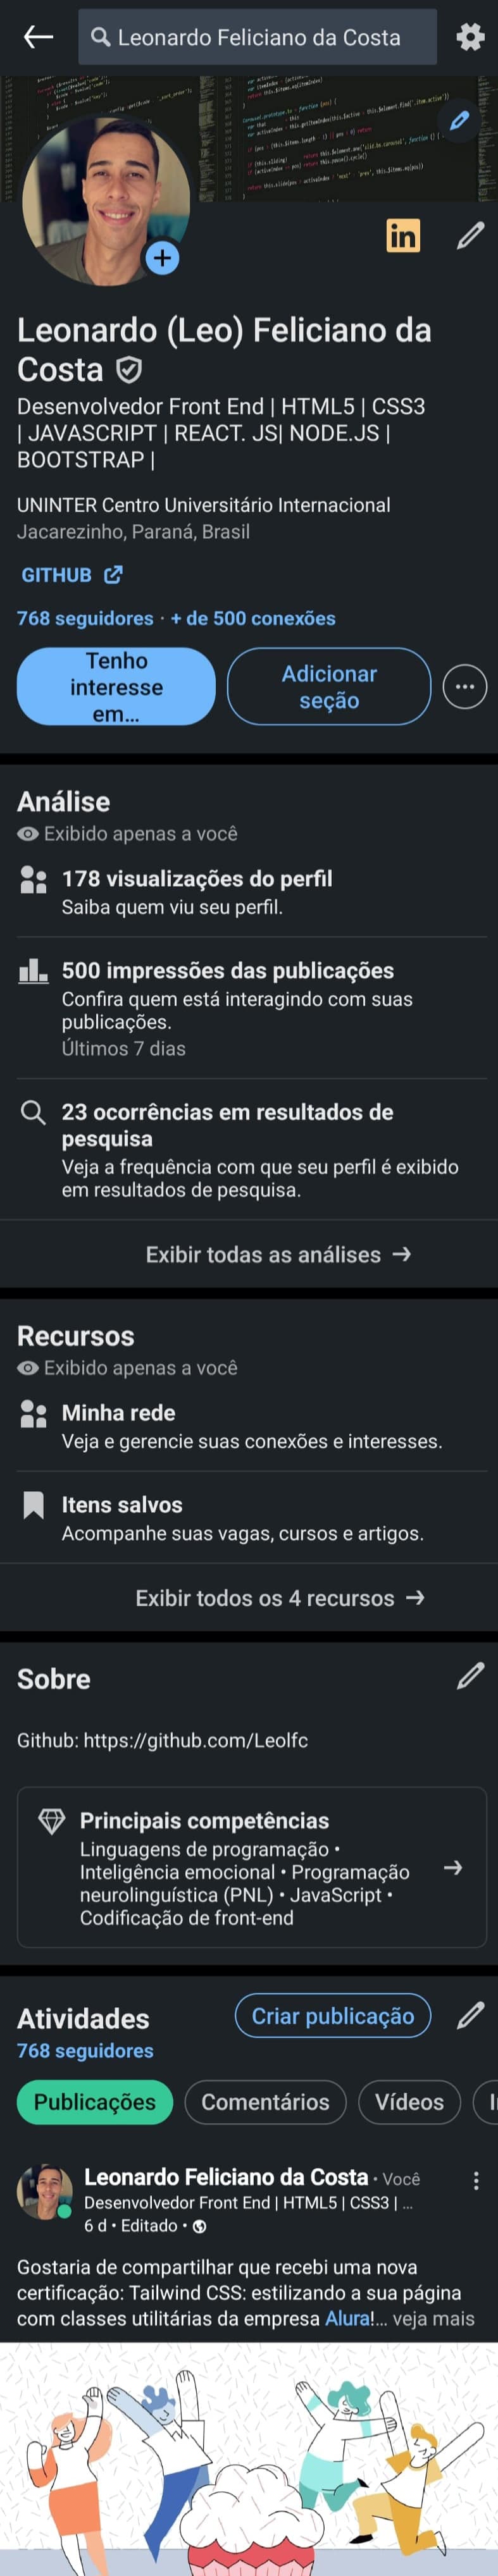 Leonardo Feliciano da Costa
in
Leonardo (Leo) Feliciano da
Costa
Desenvolvedor Front End | HTML5 | CSS3
| JAVASCRIPT | REACT. JS| NODE.JS |
BOOTSTRAP |
UNINTER Centro Universitário Internacional
Jacarezinho, Paraná, Brasil
GITHUB
768 seguidores · + de 500 conexões
Tenho
interesse
em...
Adicionar
seção
Análise
Exibido apenas a você
178 visualizações do perfil
Saiba quem viu seu perfil.
500 impressões das publicações
Confira quem está interagindo com suas
publicações.
Últimos 7 dias
23 ocorrências em resultados de
pesquisa
Veja a frequência com que seu perfil é exibido
em resultados de pesquisa.
Exibir todas as análises →
Recursos
Exibido apenas a você
Minha rede
Veja e gerencie suas conexões e interesses.
Itens salvos
Acompanhe suas vagas, cursos e artigos.
Exibir todos os 4 recursos →
Sobre
Github: https://github.com/Leolfc
Principais competências
Linguagens de programação •
Inteligência emocional • Programação
neurolinguística (PNL) • JavaScript •
Codificação de front-end
Atividades
Criar publicação
768 seguidores
Publicações
Comentários
Vídeos
Leonardo Feliciano da Costa · Você
Desenvolvedor Front End | HTML5 | CSS3 | ...
6 d • Editado •
Gostaria de compartilhar que recebi uma nova
certificação: Tailwind CSS: estilizando a sua página
com classes utilitárias da empresa Alura!... veja mais